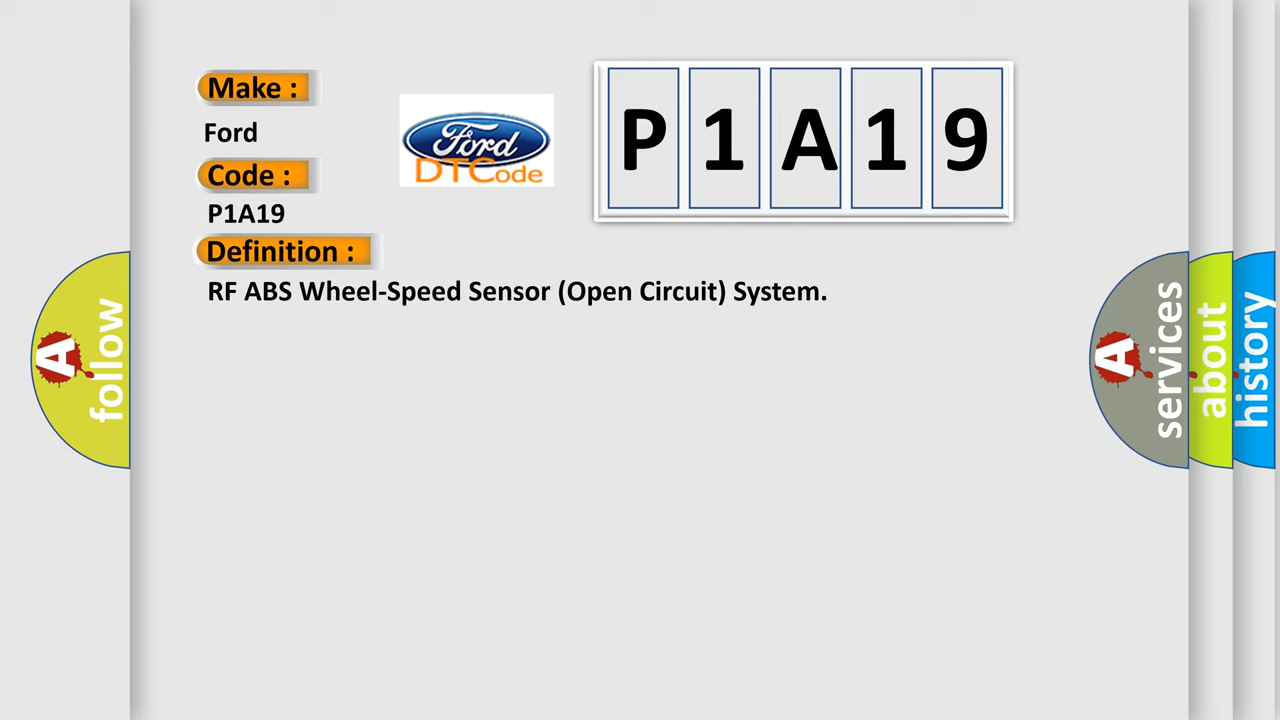 Make :
Ford
Code :
P1A19
Definition :
RF ABS Wheel-Speed Sensor (Open Circuit) System.
Ford
DTCode
P1A19
A follow
A services
about
history